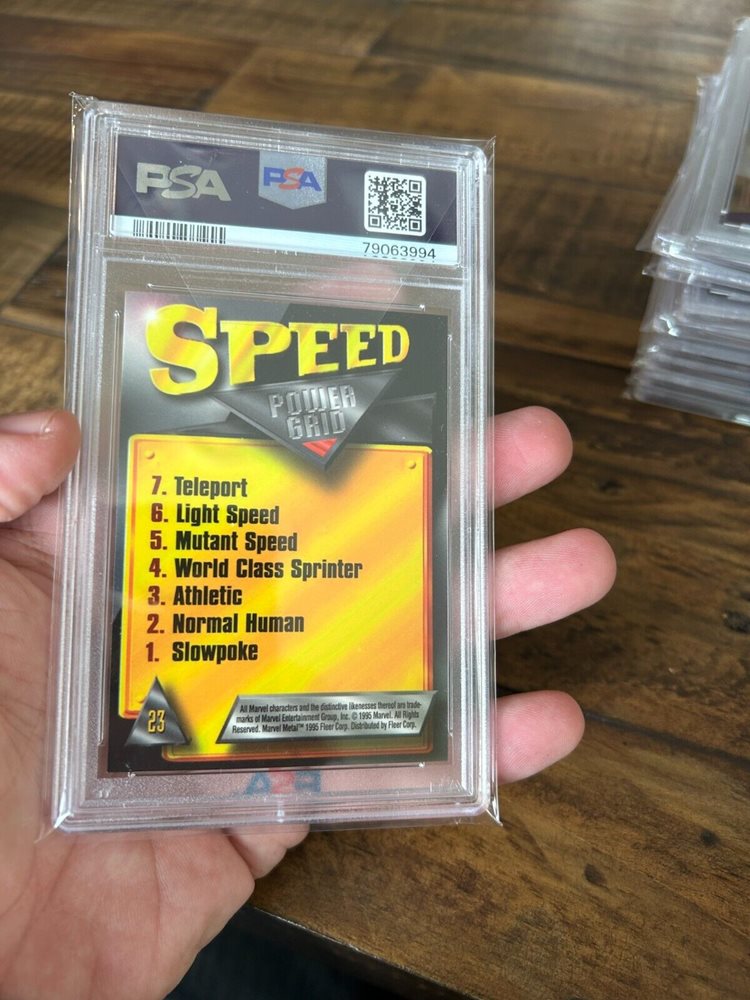 PSA PSA
79063994
SPEED
POWER
GRID
7. Teleport
6. Light Speed
5. Mutant Speed
4. World Class Sprinter
3. Athletic
2. Normal Human
1. Slowpoke
23
All Marvel characters and the distinctive likenesses thereof are trade-
marks of Marvel Entertainment Group, Inc. © 1995 Marvel. All Rights
Reserved. Marvel Metal™ 1995 Fleer Corp. Distributed by Fleer Corp.